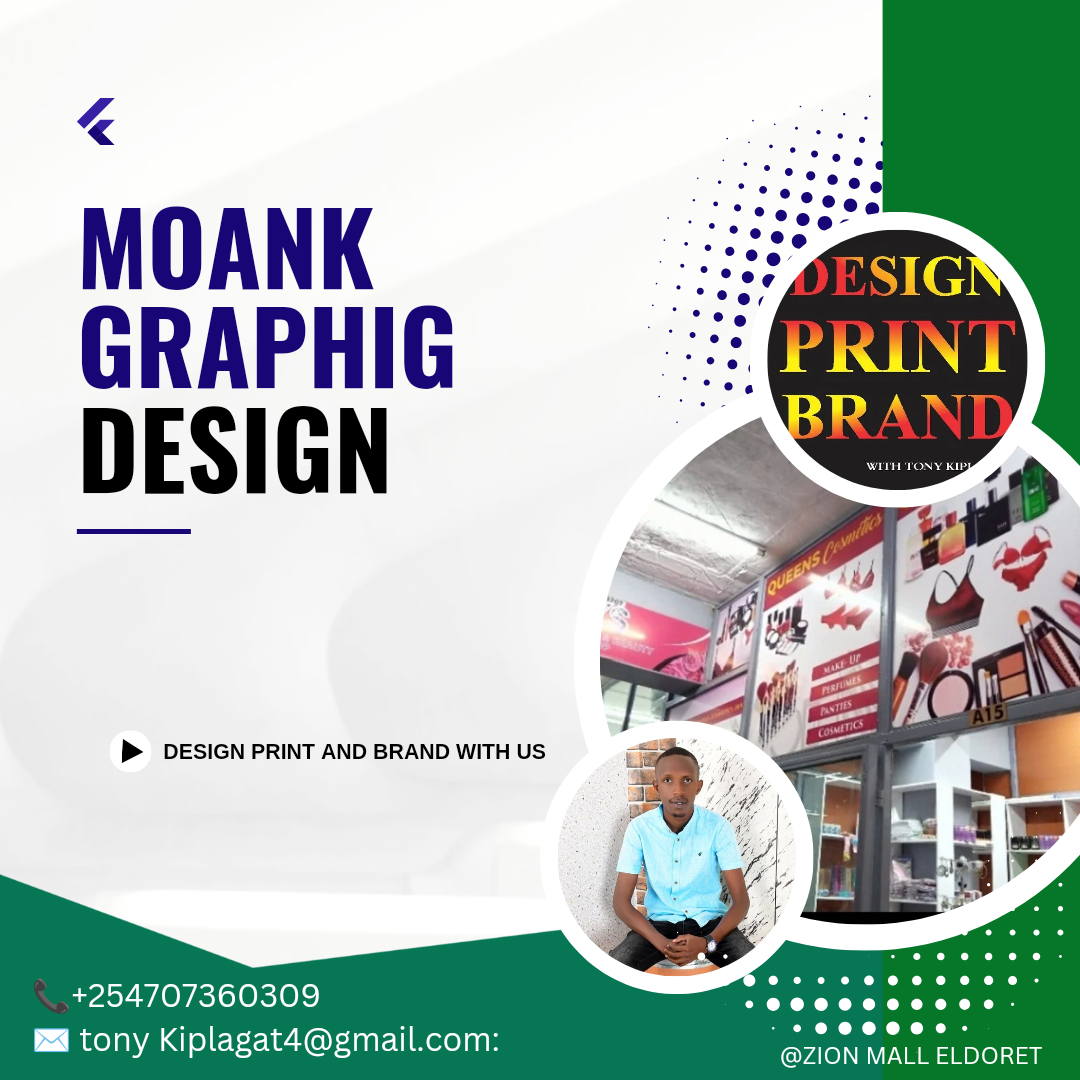 MOANK
GRAPHIG
DESIGN
DESIGN
PRINT
BRAND
WITH TONY
QUEENS Cosmetics
BEAUTY
MAKE-UP
PERFUMES
PANTIES
COSMETICS
A15
DESIGN PRINT AND BRAND WITH US
+254707360309
tony Kiplagat4@gmail.com:
@ZION MALL ELDORET